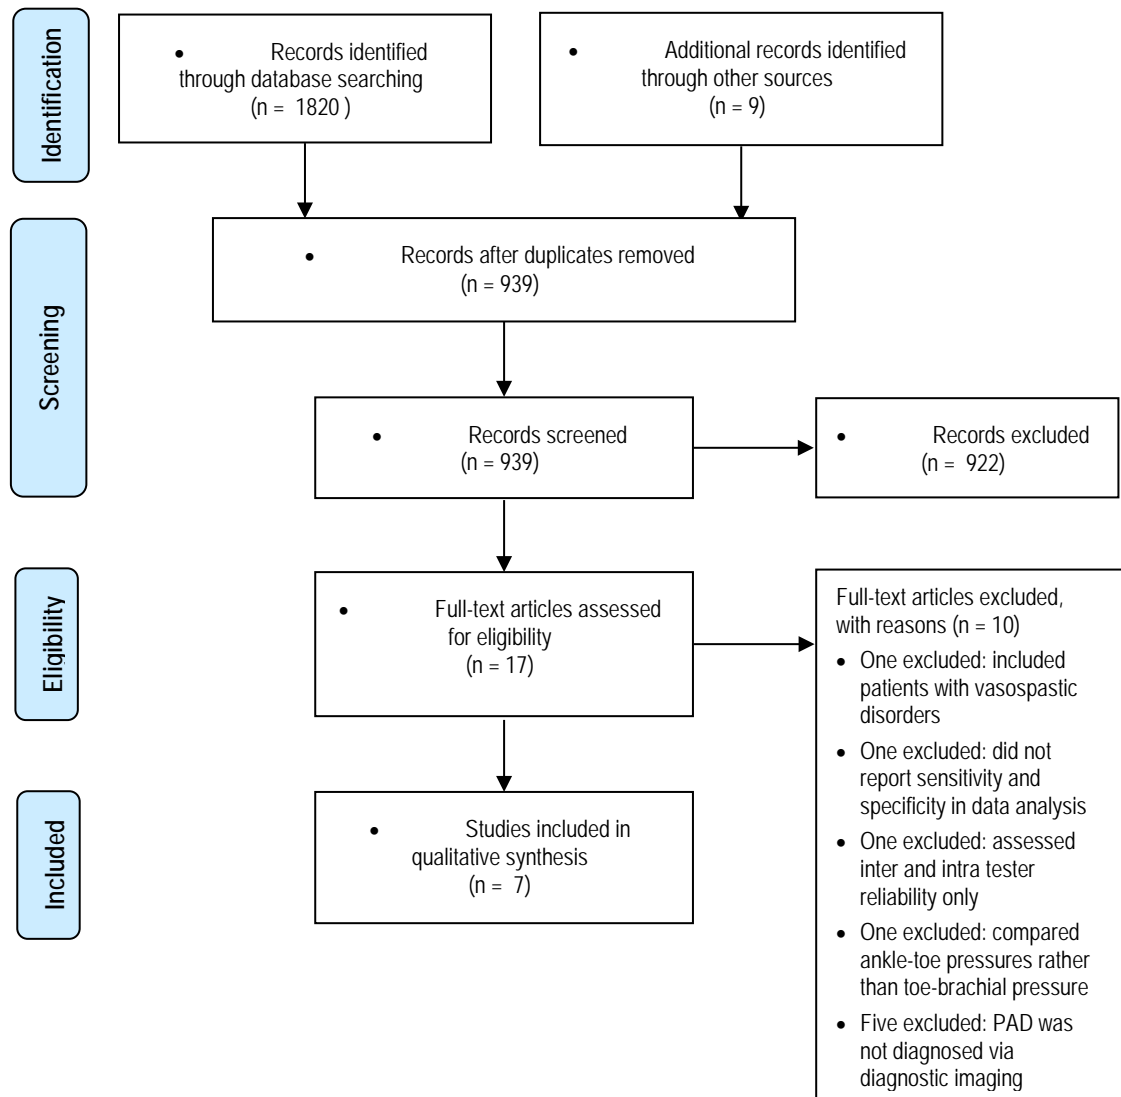 Identification
• Records identified
through database searching
(n = 1820 )
• Additional records identified
through other sources
(n = 9)
Screening
• Records after duplicates removed
(n = 939)
• Records screened
(n = 939)
• Records excluded
(n = 922)
Eligibility
• Full-text articles assessed
for eligibility
(n = 17)
Full-text articles excluded,
with reasons (n = 10)
• One excluded: included
patients with vasospastic
disorders
• One excluded: did not
report sensitivity and
specificity in data analysis
• One excluded: assessed
inter and intra tester
reliability only
• One excluded: compared
ankle-toe pressures rather
than toe-brachial pressure
• Five excluded: PAD was
not diagnosed via
diagnostic imaging
Included
• Studies included in
qualitative synthesis
(n = 7)